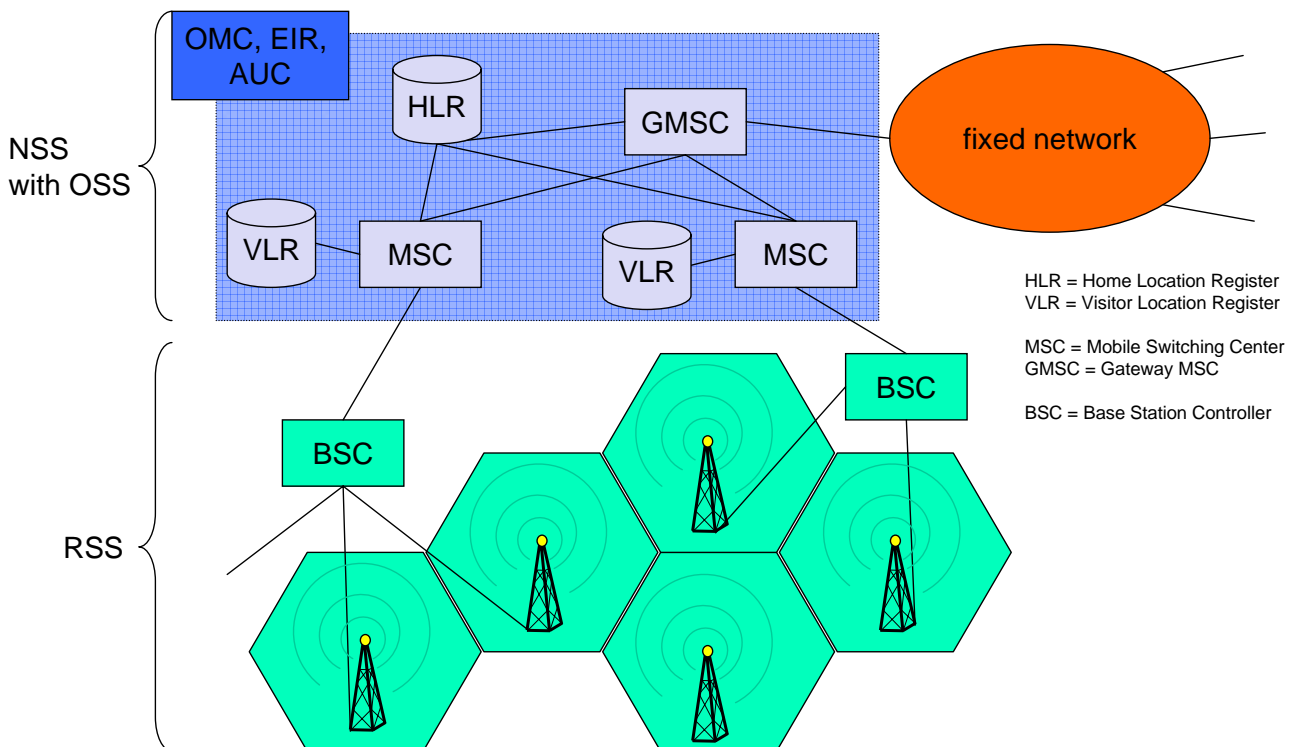 OMC, EIR,
AUC
HLR
GMSC
fixed network
NSS
with OSS
VLR
MSC
VLR
MSC
HLR = Home Location Register
VLR = Visitor Location Register
MSC = Mobile Switching Center
GMSC = Gateway MSC
BSC = Base Station Controller
BSC
BSC
RSS